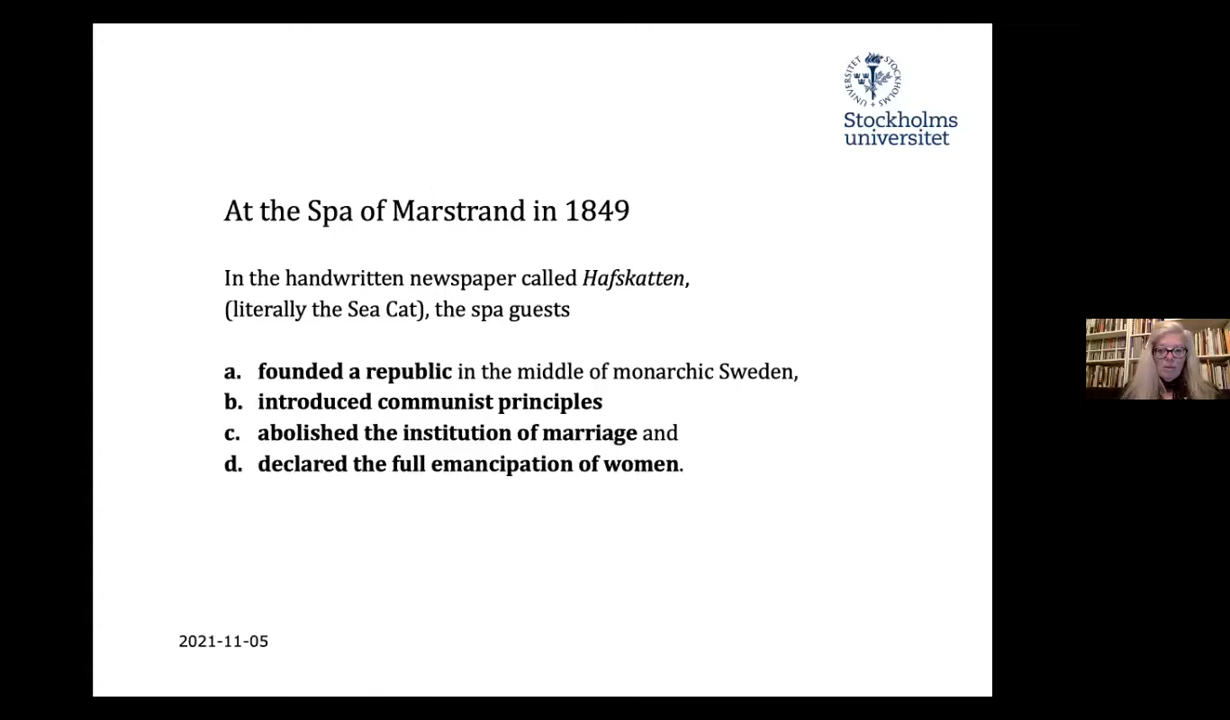 STOCKHOLMS UNIVERSITET
Stockholms
universitet
At the Spa of Marstrand in 1849
In the handwritten newspaper called Hafskatten,
(literally the Sea Cat), the spa guests
a. founded a republic in the middle of monarchic Sweden,
b. introduced communist principles
c. abolished the institution of marriage and
d. declared the full emancipation of women.
2021-11-05